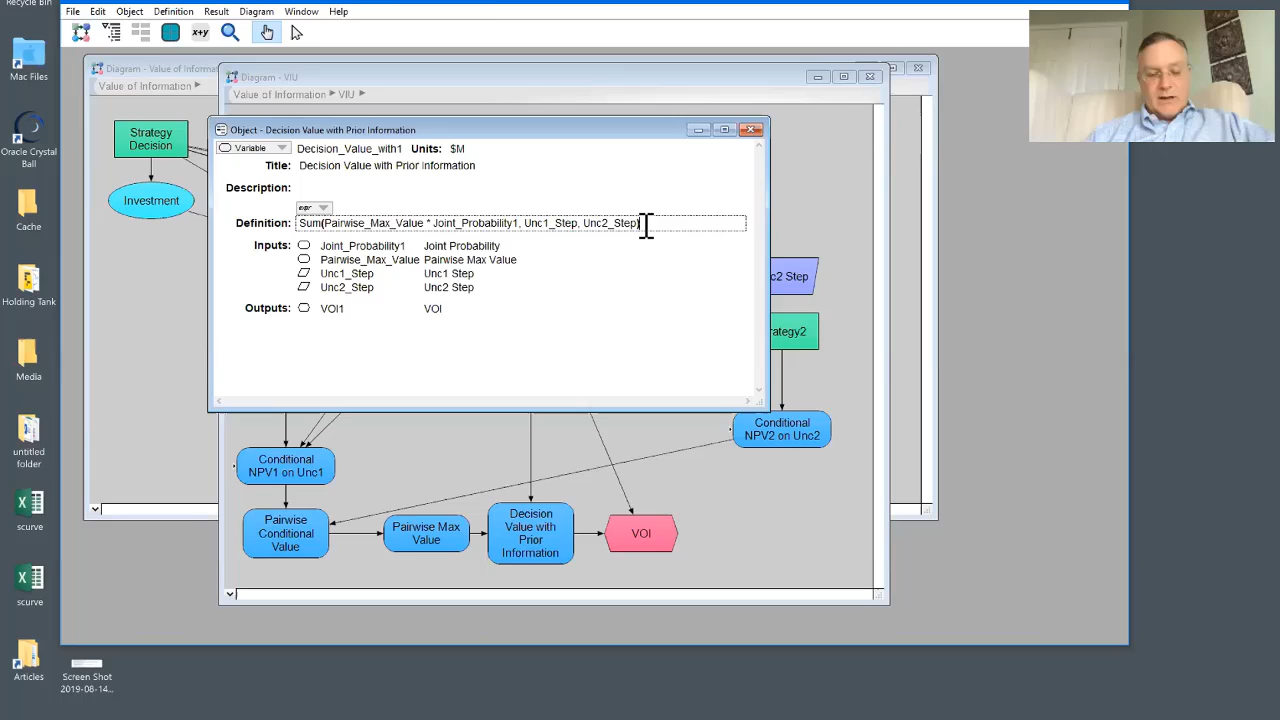 Recycle Bin
Mac Files
Oracle Crystal
Ball
Cache
Holding Tank
Media
untitled
folder
scurve
scurve
Articles
Screen Shot
2019-08-14...
File Edit Object Definition Result Diagram Window Help
x+y
Diagram - Value of Informa
Value of Information
Strategy
Decision
Investment
Diagram - VIU
Value of Information VIU
Object - Decision Value with Prior Information
Variable Decision_Value_with1 Units: $M
Title: Decision Value with Prior Information
Description:
expr
Definition: Sum(Pairwise_Max_Value * Joint_Probability1, Unc1_Step, Unc2_Step)
Inputs: Joint_Probability1 Joint Probability
Pairwise_Max_Value Pairwise Max Value
Unc1_Step Unc1 Step
Unc2_Step Unc2 Step
Outputs: VOI1 VOI
c2 Step
rategy2
Conditional
NPV2 on Unc2
Conditional
NPV1 on Unc1
Pairwise
Conditional
Value
Pairwise Max
Value
Decision
Value with
Prior
Information
VOI